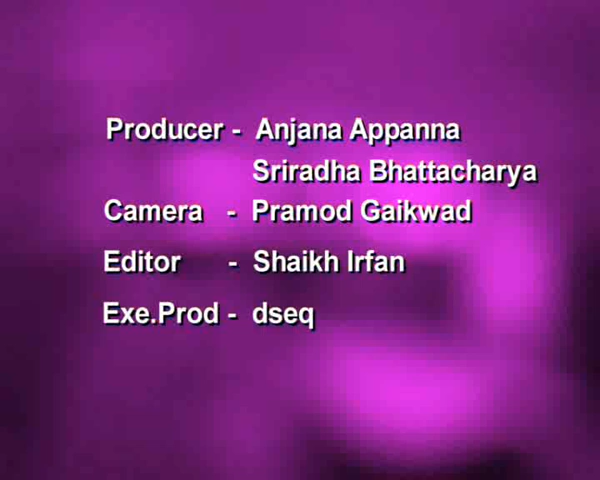 Producer - Anjana Appanna
Sriradha Bhattacharya
Camera - Pramod Gaikwad
Editor - Shaikh Irfan
Exe.Prod - dseq